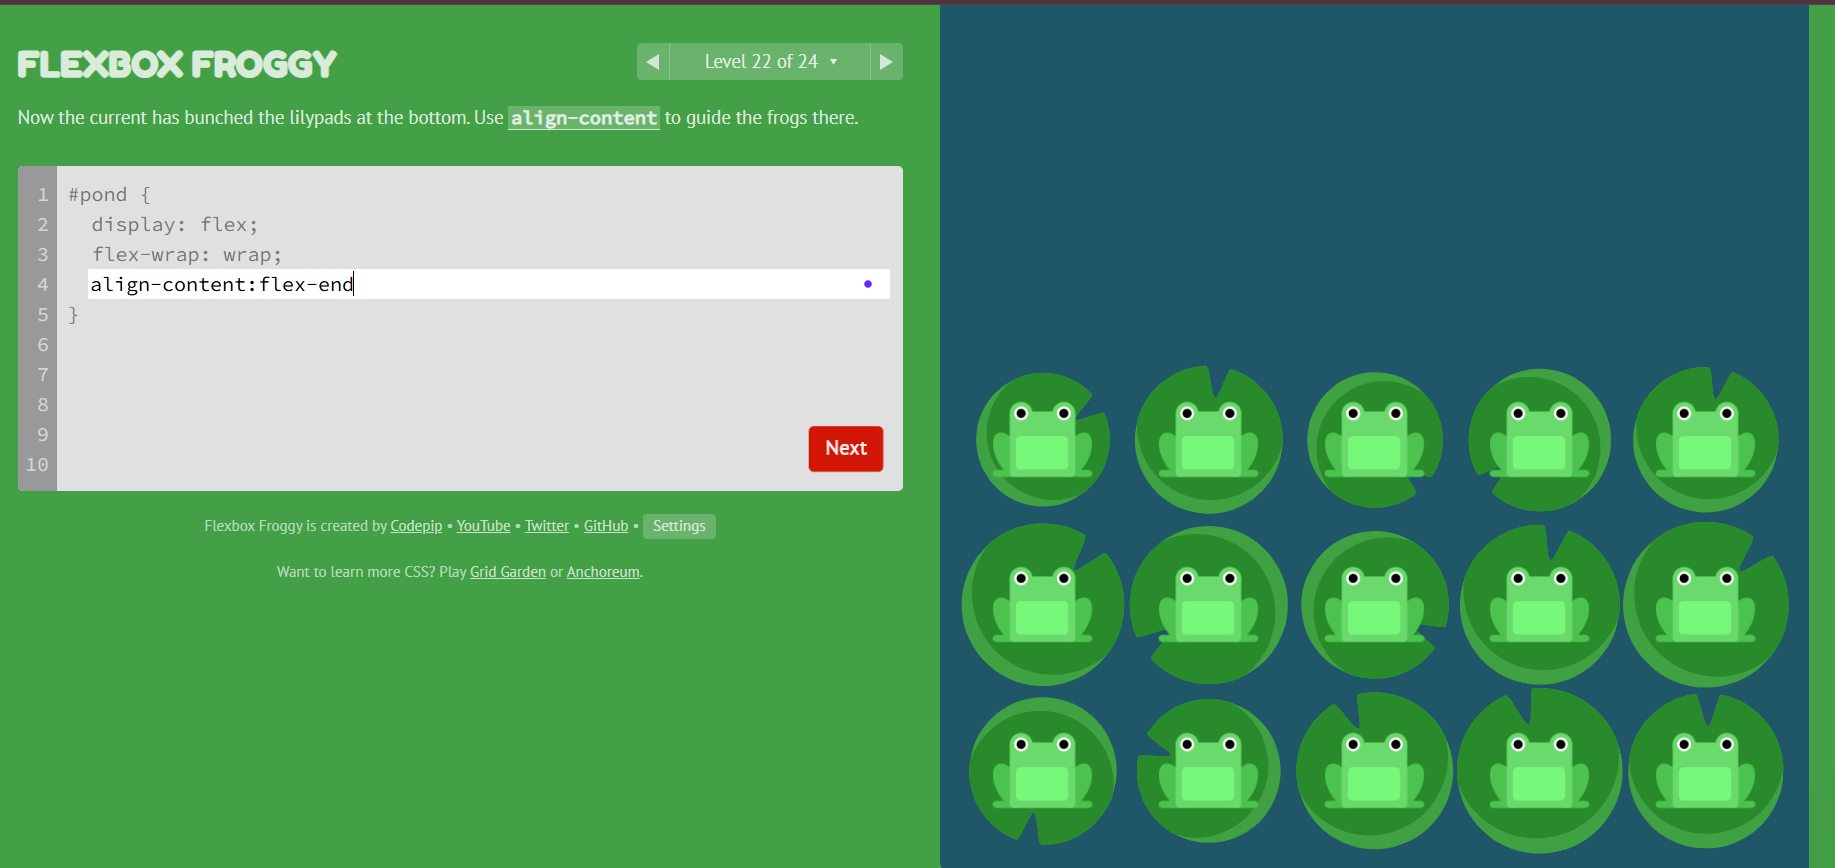 FLEXBOX FROGGY
◀ Level 22 of 24 ▼ ▶
Now the current has bunched the lilypads at the bottom. Use align-content to guide the frogs there.
1 #pond {
2 display: flex;
3 flex-wrap: wrap;
4 align-content:flex-end
5 }
6
7
8
9
10
Next
Flexbox Froggy is created by Codepip • YouTube • Twitter • GitHub • Settings
Want to learn more CSS? Play Grid Garden or Anchoreum.